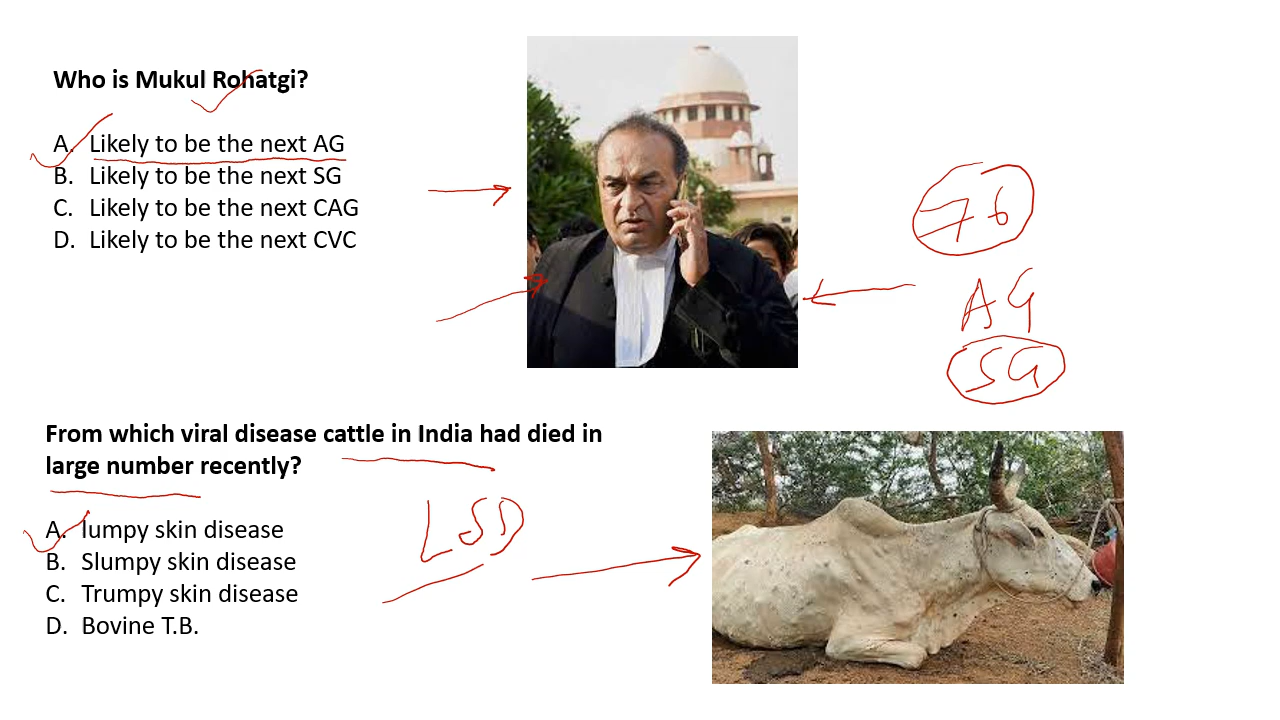 Who is Mukul Rohatgi?
A. Likely to be the next AG
B. Likely to be the next SG
C. Likely to be the next CAG
D. Likely to be the next CVC
76
AG
SG
From which viral disease cattle in India had died in
large number recently?
A. lumpy skin disease
B. Slumpy skin disease
C. Trumpy skin disease
D. Bovine T.B.
LSD